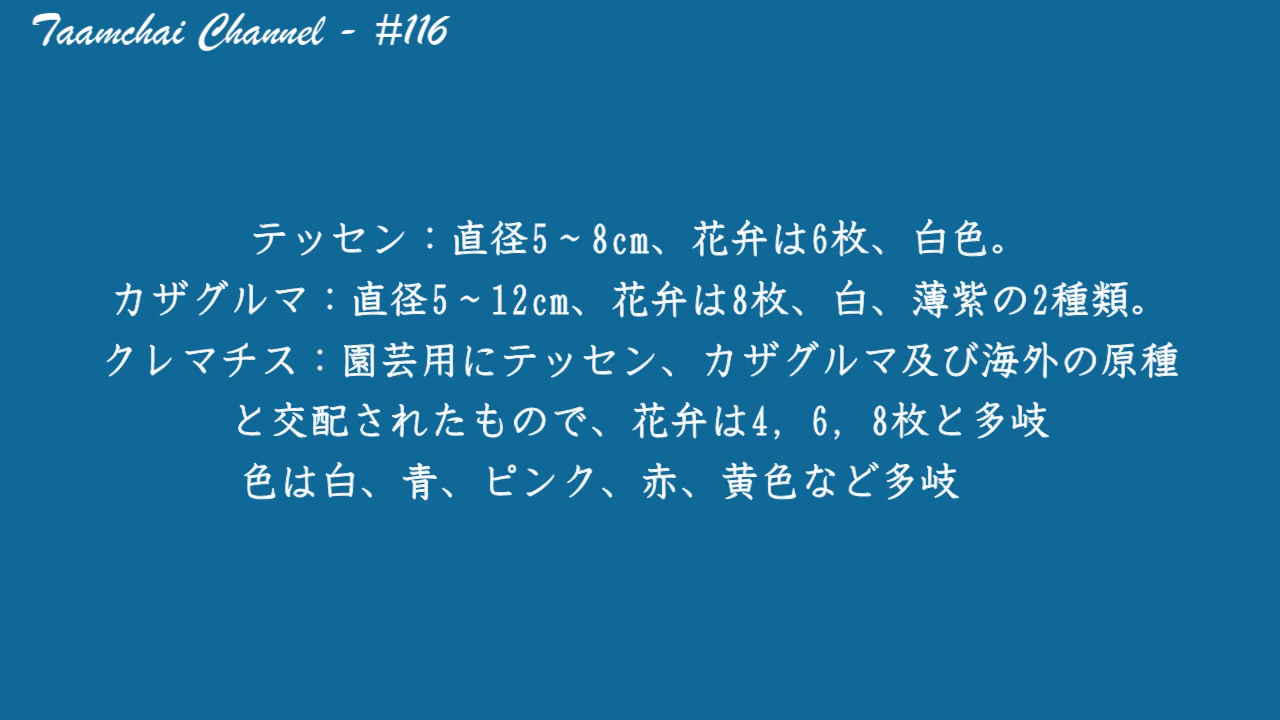 Taamchai Channel - #116
テッセン：直径5～8cm、花弁は6枚、白色。
カザグルマ：直径5～12cm、花弁は8枚、白、薄紫の2種類。
クレマチス：園芸用にテッセン、カザグルマ及び海外の原種
と交配されたもので、花弁は4, 6, 8枚と多岐
色は白、青、ピンク、赤、黄色など多岐